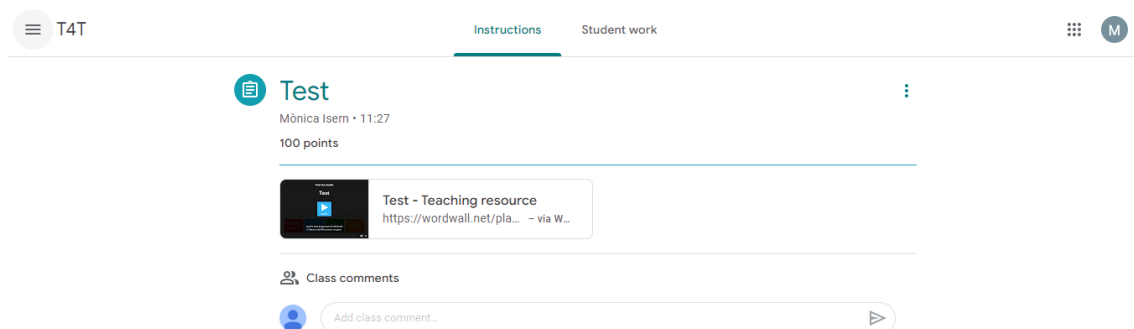 T4T
Instructions
Student work
M
Test
Mònica Isern • 11:27
100 points
Test
Test - Teaching resource
https://wordwall.net/pla... – via W...
Class comments
Add class comment...